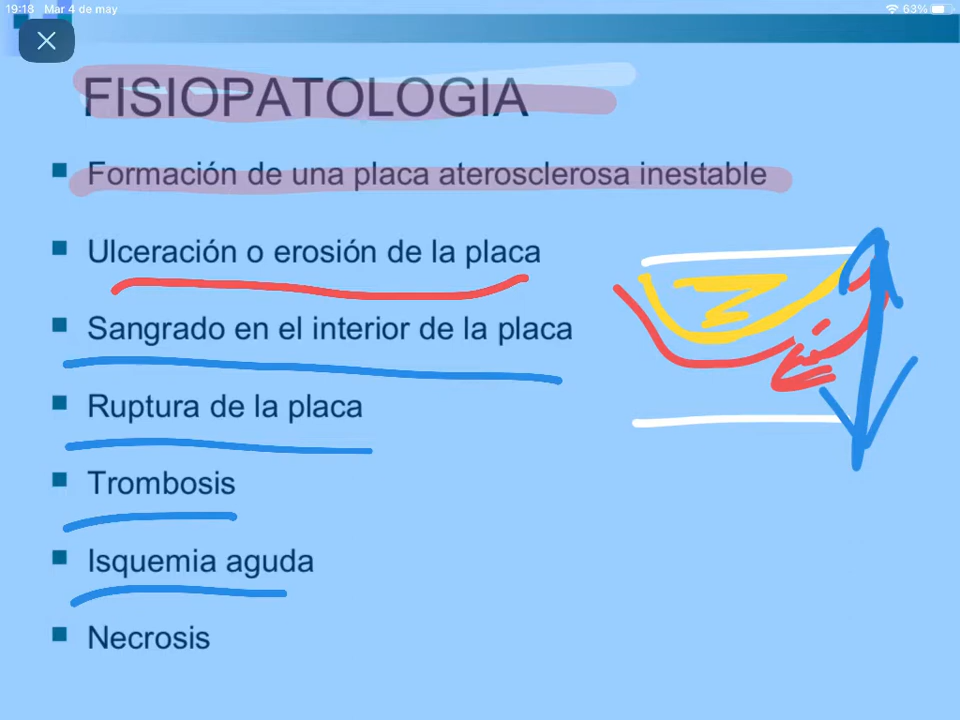 19:18 Mar 4 de may
63%
FISIOPATOLOGIA
Formación de una placa aterosclerosa inestable
Ulceración o erosión de la placa
Sangrado en el interior de la placa
Ruptura de la placa
Trombosis
Isquemia aguda
Necrosis